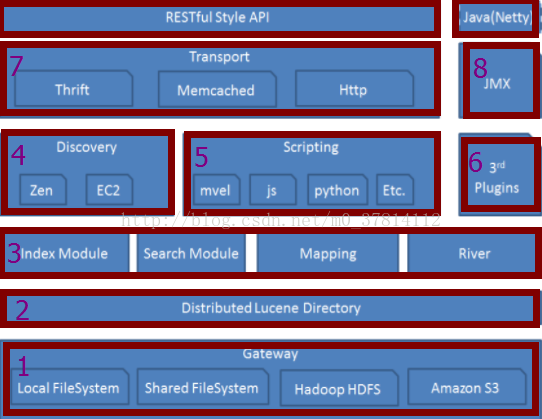 RESTful Style API
Java(Netty)
7
Transport
Thrift
Memcached
Http
8
JMX
4
Discovery
Zen
EC2
5
Scripting
mvel
js
python
Etc.
6
3rd
Plugins
http://blog.csdn.net/m0_37814112
3
Index Module
Search Module
Mapping
River
2
Distributed Lucene Directory
1
Gateway
Local FileSystem
Shared FileSystem
Hadoop HDFS
Amazon S3